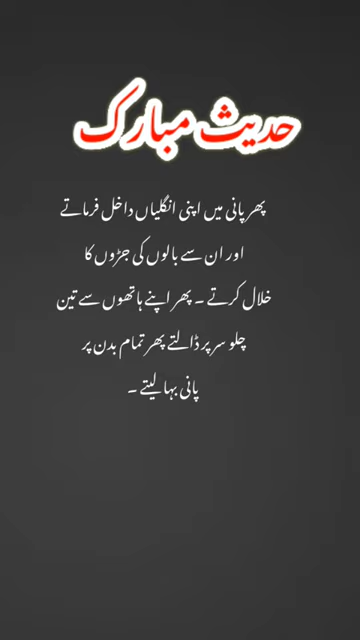 حدیث مبارک
پھر پانی میں اپنی انگلیاں داخل فرماتے
اور ان سے بالوں کی جڑوں کا
خلال کرتے ۔ پھر اپنے ہاتھوں سے تین
چلو سر پر ڈالتے پھر تمام بدن پر
پانی بہا لیتے ۔